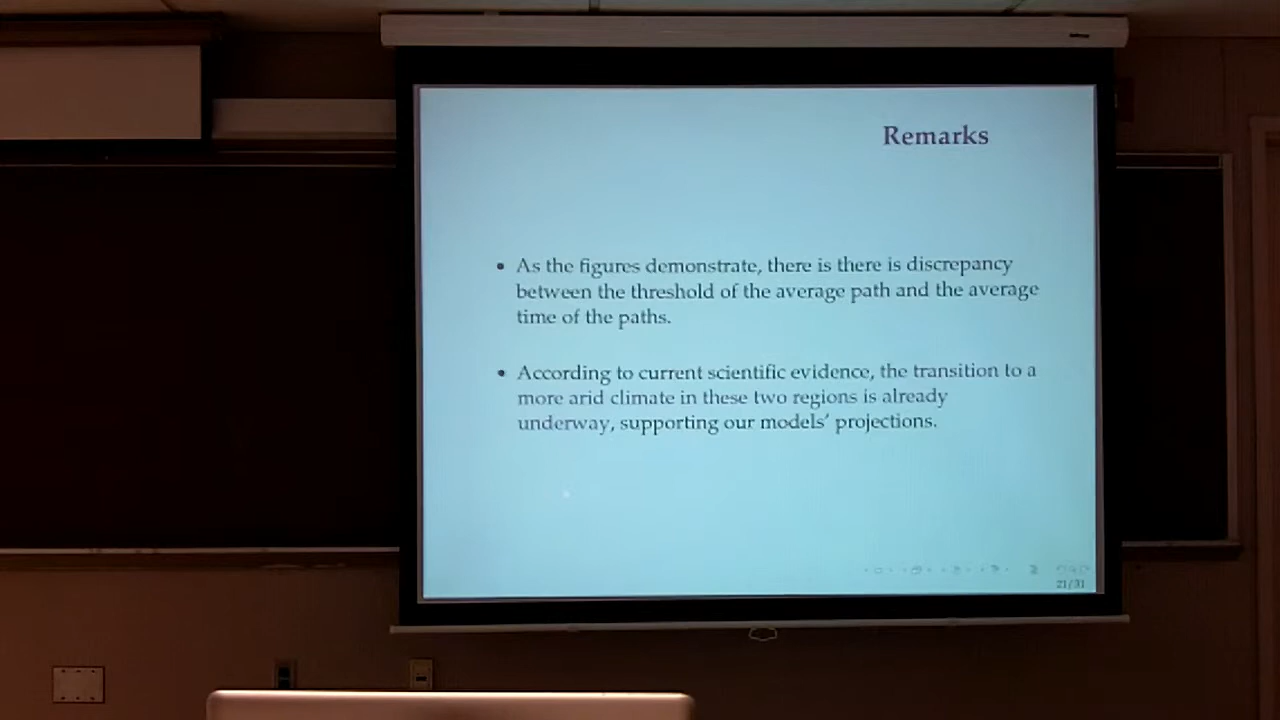 Remarks
• As the figures demonstrate, there is there is discrepancy
between the threshold of the average path and the average
time of the paths.
• According to current scientific evidence, the transition to a
more arid climate in these two regions is already
underway, supporting our models' projections.
21/31